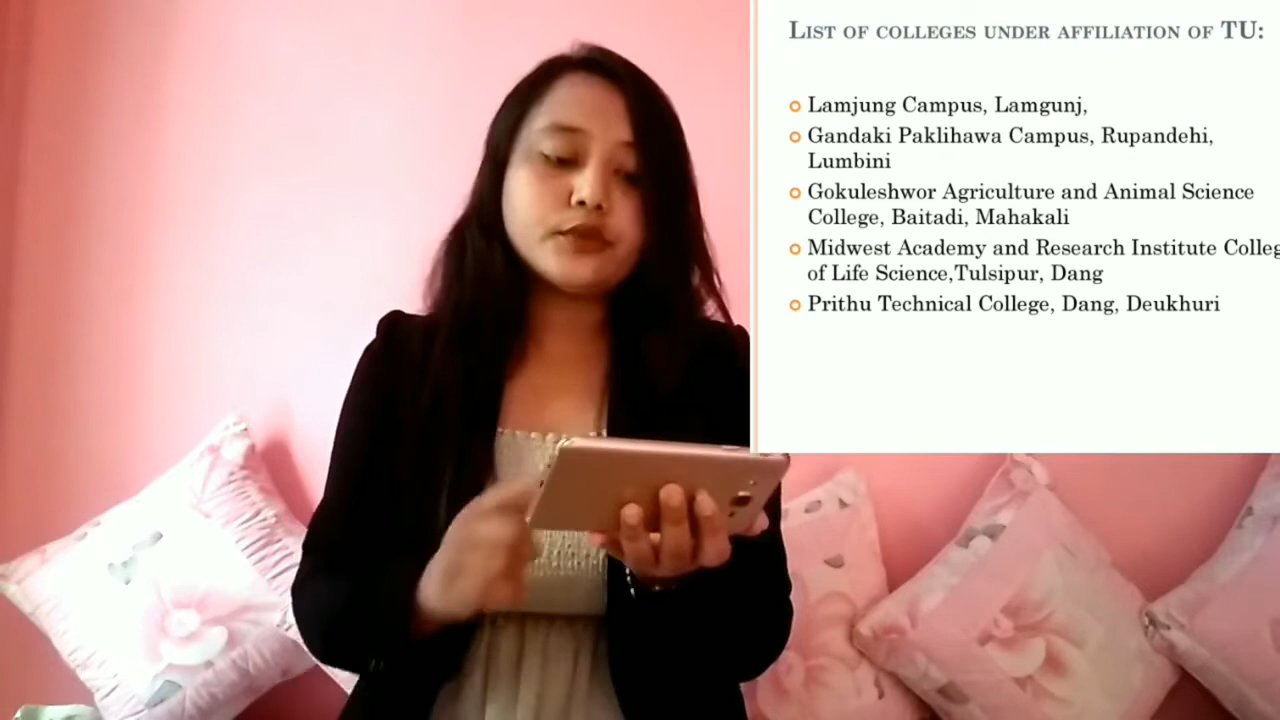 LIST OF COLLEGES UNDER AFFILIATION OF TU:
Lamjung Campus, Lamgunj,
Gandaki Paklihawa Campus, Rupandehi,
Lumbini
Gokuleshwor Agriculture and Animal Science
College, Baitadi, Mahakali
Midwest Academy and Research Institute Colleg
of Life Science,Tulsipur, Dang
Prithu Technical College, Dang, Deukhuri